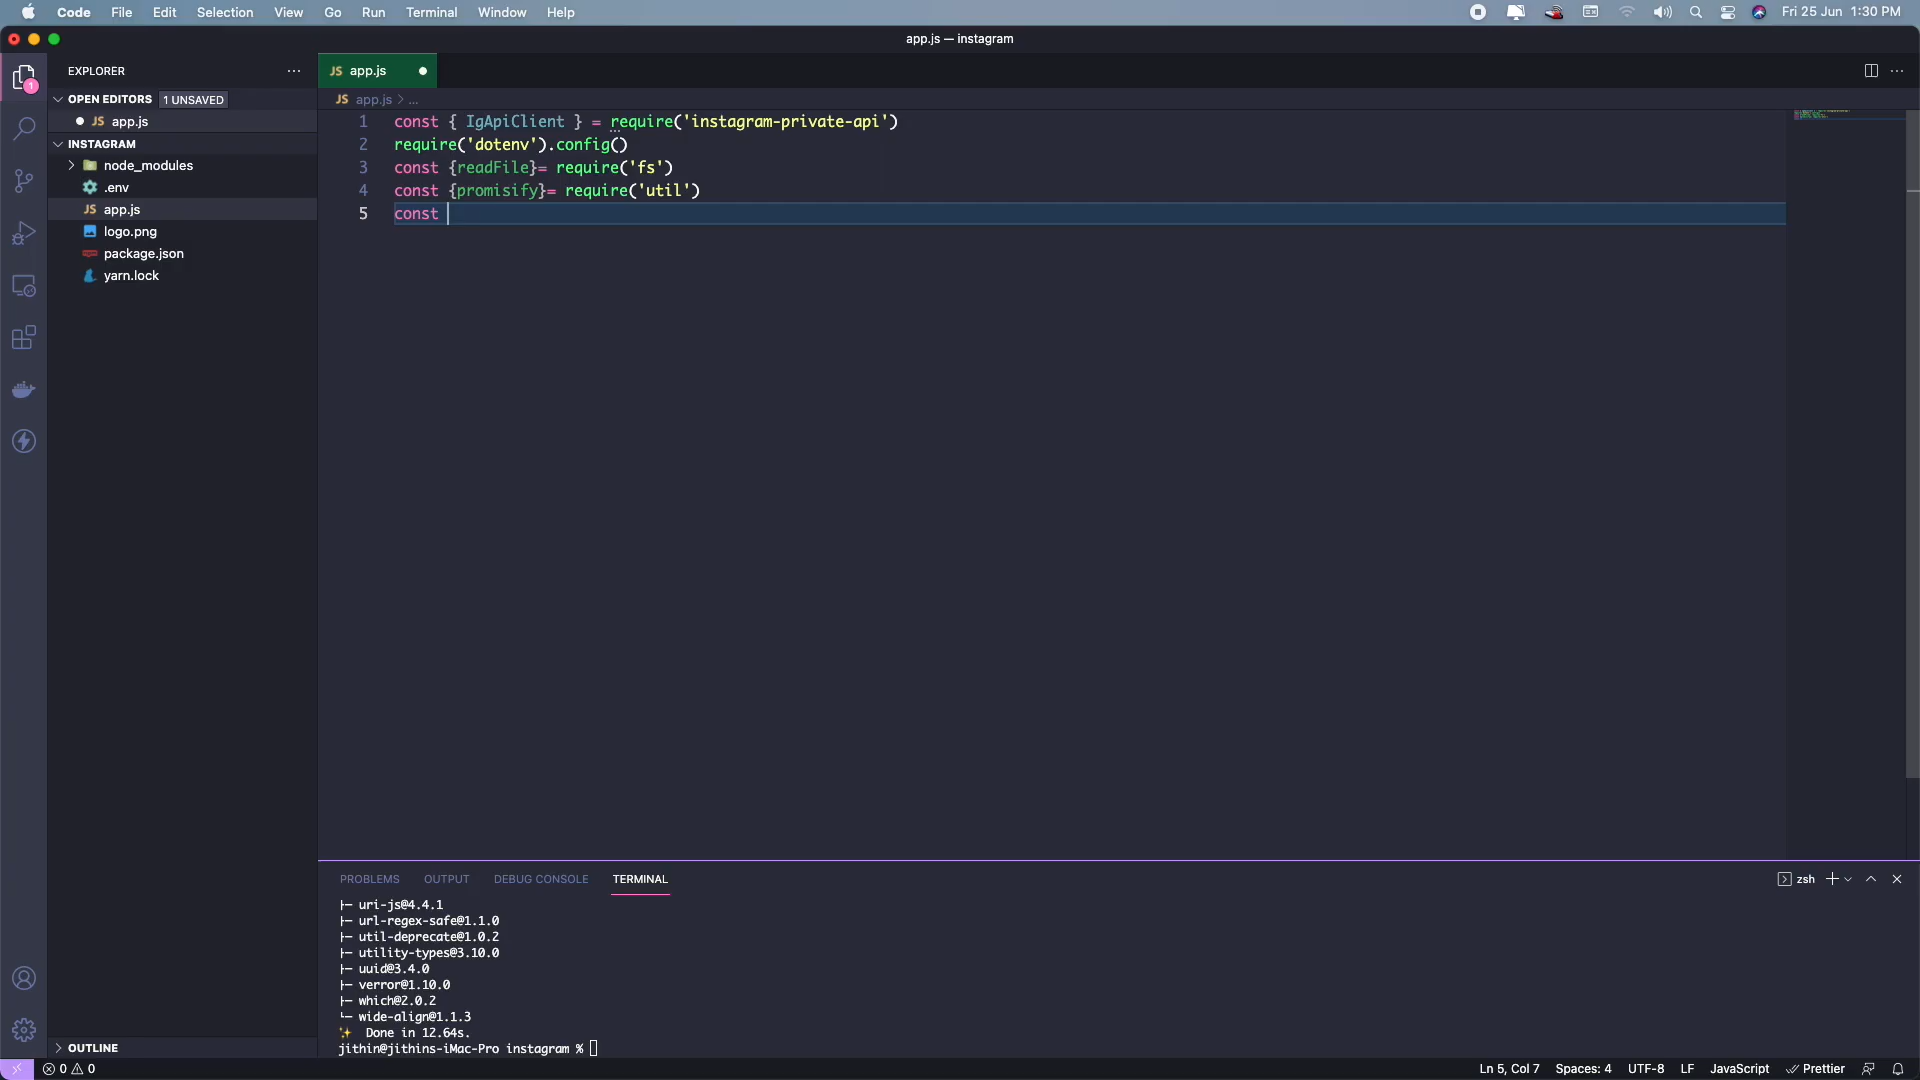 Code File Edit Selection View Go Run Terminal Window Help Fri 25 Jun 1:30 PM
app.js — instagram
EXPLORER
OPEN EDITORS 1 UNSAVED
JS app.js
INSTAGRAM
node_modules
.env
JS app.js
logo.png
package.json
yarn.lock
OUTLINE
1
JS app.js
JS app.js > ...
1 const { IgApiClient } = require('instagram-private-api')
2 require('dotenv').config()
3 const {readFile}= require('fs')
4 const {promisify}= require('util')
5 const
PROBLEMS OUTPUT DEBUG CONSOLE TERMINAL zsh
├─ uri-js@4.4.1
├─ url-regex-safe@1.1.0
├─ util-deprecate@1.0.2
├─ utility-types@3.10.0
├─ uuid@3.4.0
├─ verror@1.10.0
├─ which@2.0.2
└─ wide-align@1.1.3
✨ Done in 12.64s.
jithin@jithins-iMac-Pro instagram %
0 0 Ln 5, Col 7 Spaces: 4 UTF-8 LF JavaScript Prettier